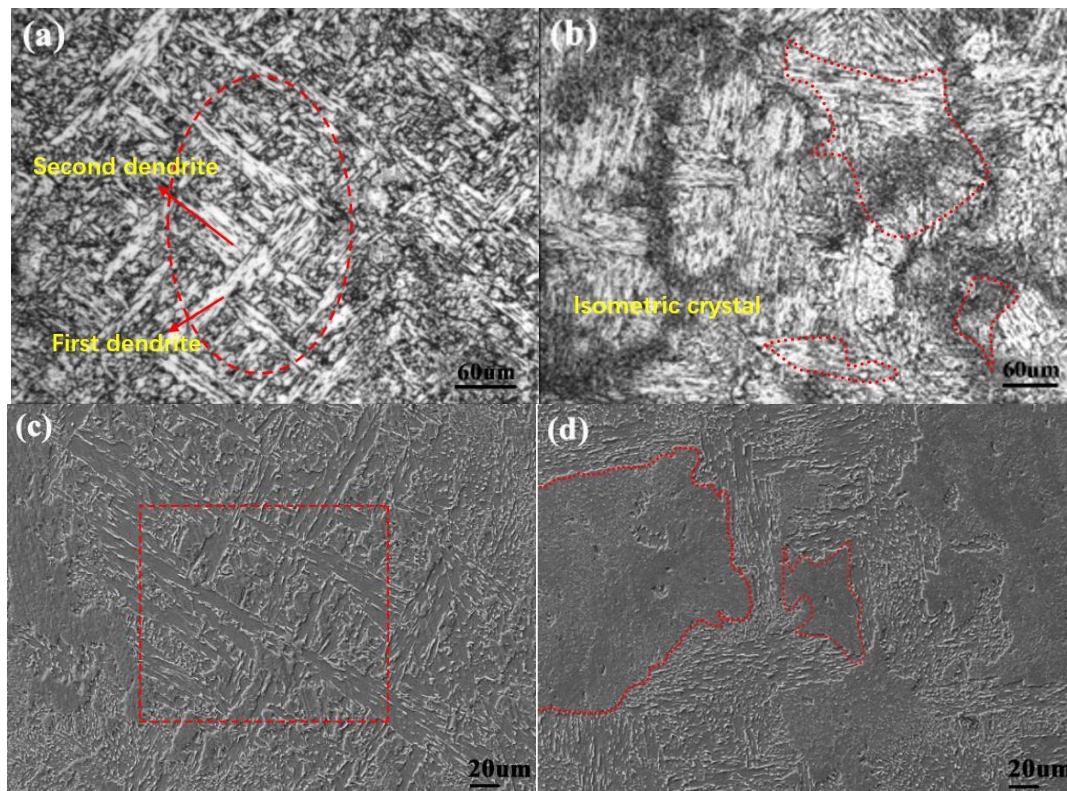 (a)
Second dendrite
First dendrite
60um
(b)
Isometric crystal
60um
(c)
20um
(d)
20um